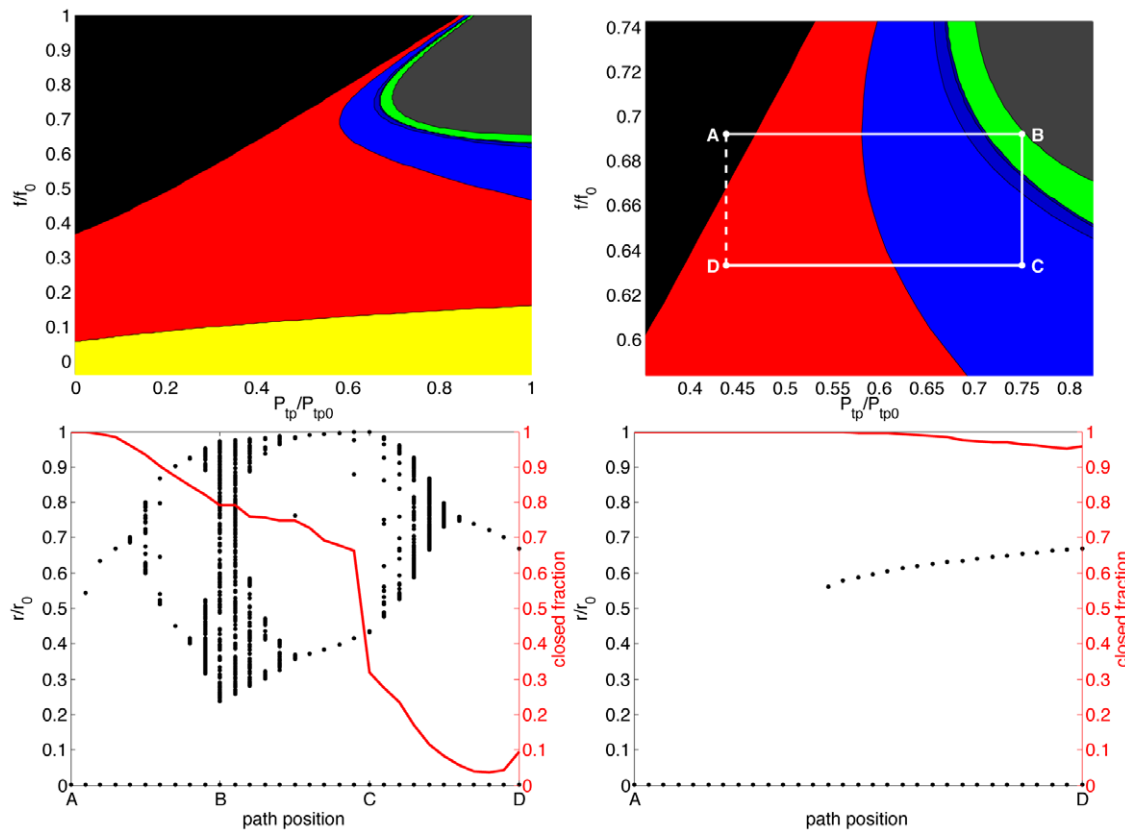 1
0.9
0.8
0.7
0.6
0.5
0.4
0.3
0.2
0.1
0
f/f0
0 0.2 0.4 0.6 0.8 1
Ptp/Ptp0
0.74
0.72
0.7
0.68
0.66
0.64
0.62
0.6
f/f0
A B
D C
0.4 0.45 0.5 0.55 0.6 0.65 0.7 0.75 0.8
Ptp/Ptp0
1 1
0.9 0.9
0.8 0.8
0.7 0.7
0.6 0.6
0.5 0.5
0.4 0.4
0.3 0.3
0.2 0.2
0.1 0.1
0 0
r/r0
closed fraction
A B C D
path position
1 1
0.9 0.9
0.8 0.8
0.7 0.7
0.6 0.6
0.5 0.5
0.4 0.4
0.3 0.3
0.2 0.2
0.1 0.1
0 0
r/r0
closed fraction
A D
path position